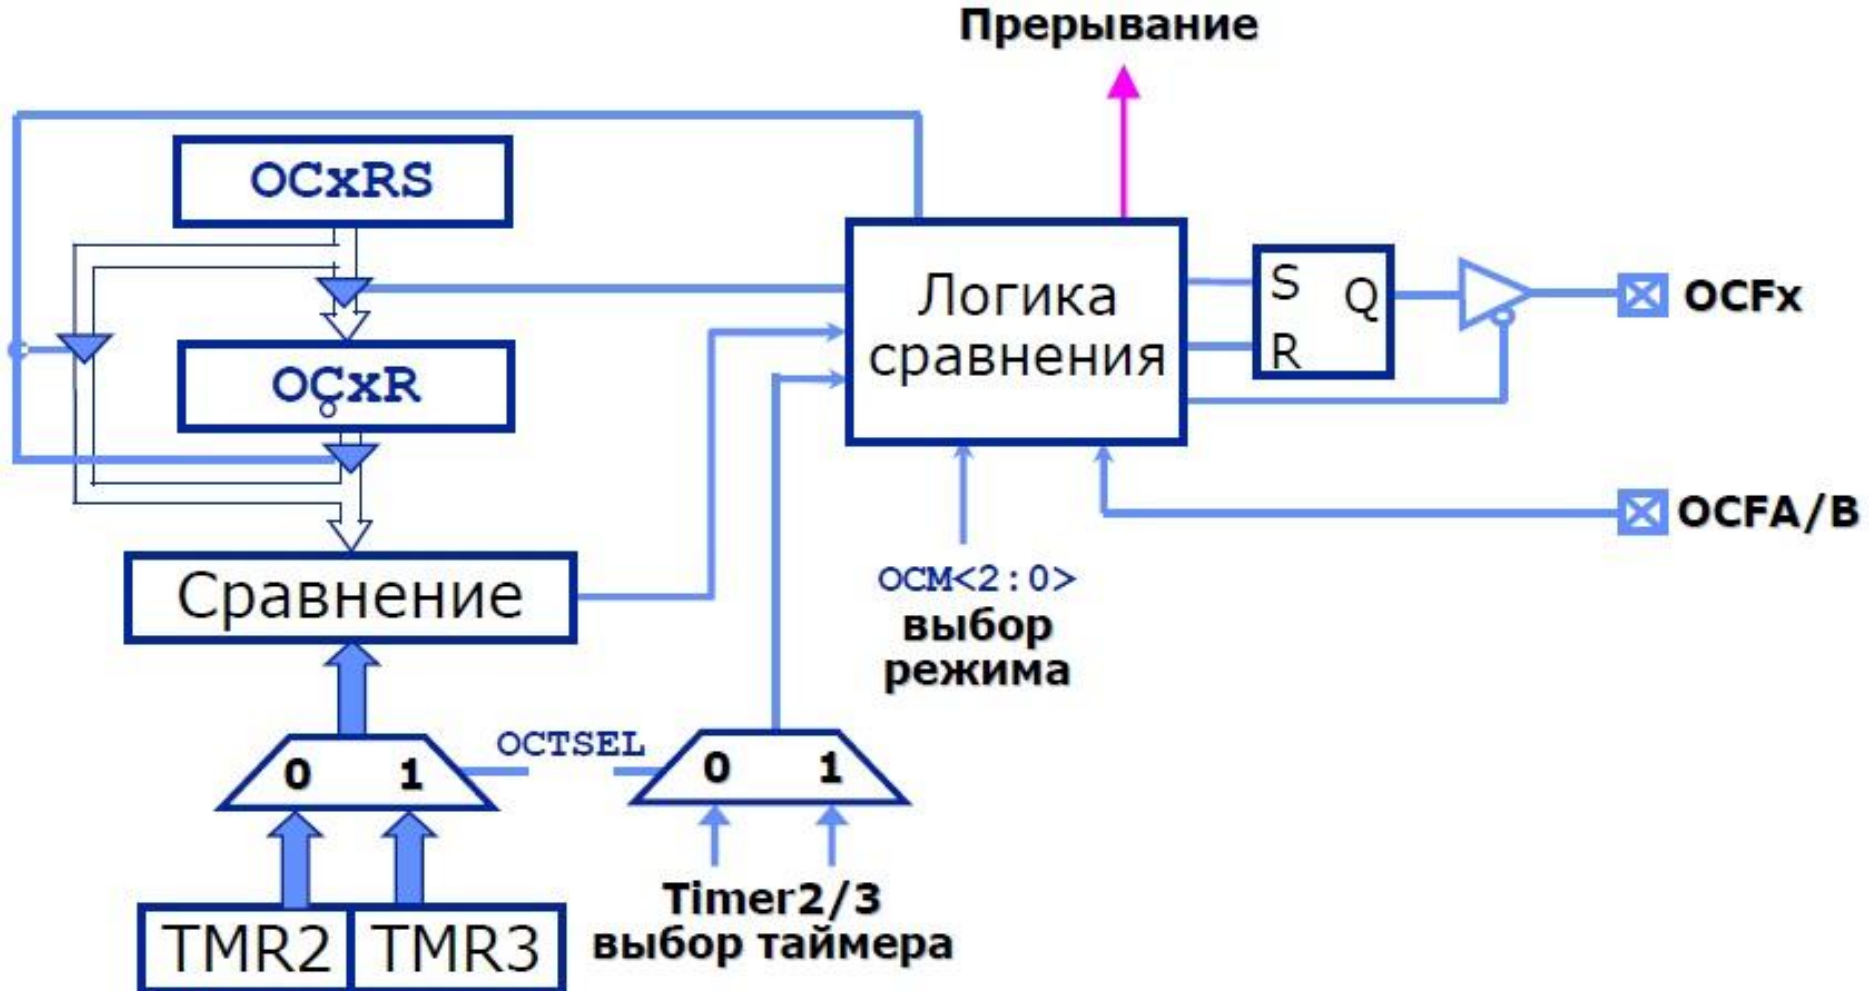 Прерывание
OCxRS
OCxR
Логика
сравнения
S
Q
R
OCFx
OCFA/B
Сравнение
OCM<2:0>
выбор
режима
OCTSEL
0 1
0 1
Timer2/3
выбор таймера
TMR2 TMR3